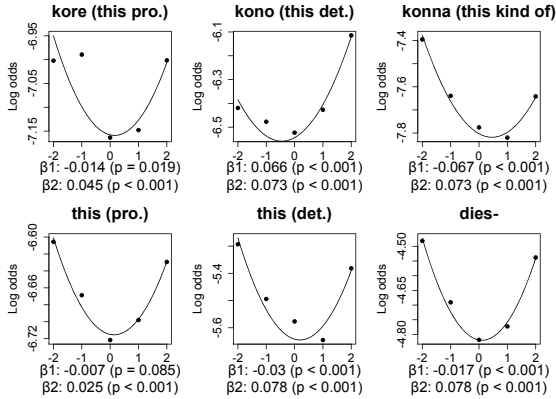 kore (this pro.)
kono (this det.)
konna (this kind of)
Log odds
-6.95
-7.05
-7.15
-2 -1 0 1 2
β1: -0.014 (p = 0.019)
β2: 0.045 (p < 0.001)
Log odds
-6.1
-6.3
-6.5
-2 -1 0 1 2
β1: 0.066 (p < 0.001)
β2: 0.073 (p < 0.001)
Log odds
-7.4
-7.6
-7.8
-2 -1 0 1 2
β1: -0.067 (p < 0.001)
β2: 0.073 (p < 0.001)
this (pro.)
this (det.)
dies-
Log odds
-6.60
-6.66
-6.72
-2 -1 0 1 2
β1: -0.007 (p = 0.085)
β2: 0.025 (p < 0.001)
Log odds
-5.4
-5.6
-2 -1 0 1 2
β1: -0.03 (p < 0.001)
β2: 0.078 (p < 0.001)
Log odds
-4.50
-4.65
-4.80
-2 -1 0 1 2
β1: -0.017 (p < 0.001)
β2: 0.078 (p < 0.001)